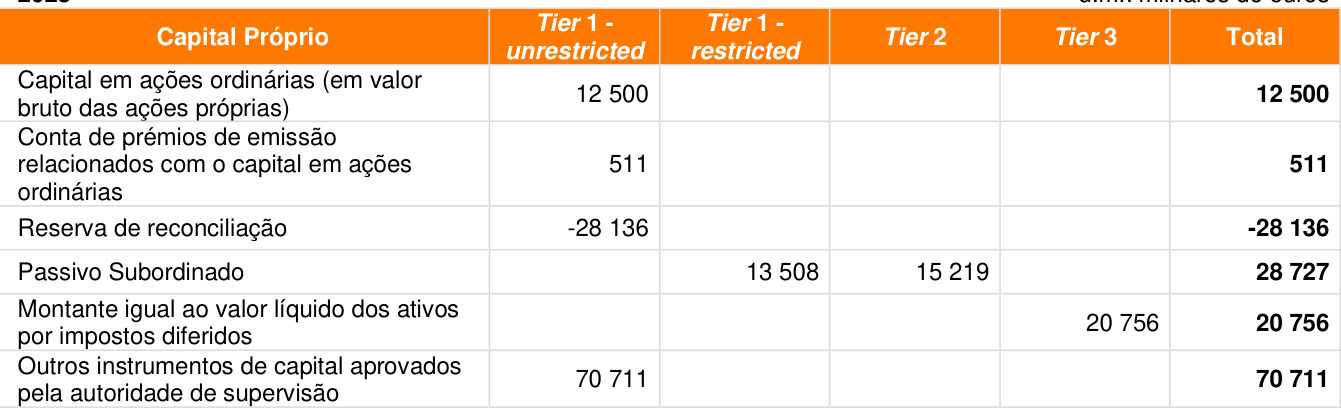 Capital Próprio Tier 1 - unrestricted Tier 1 - restricted Tier 2 Tier 3 Total
Capital em ações ordinárias (em valor
bruto das ações próprias) 12 500 12 500
Conta de prémios de emissão
relacionados com o capital em ações
ordinárias 511 511
Reserva de reconciliação -28 136 -28 136
Passivo Subordinado 13 508 15 219 28 727
Montante igual ao valor líquido dos ativos
por impostos diferidos 20 756 20 756
Outros instrumentos de capital aprovados
pela autoridade de supervisão 70 711 70 711